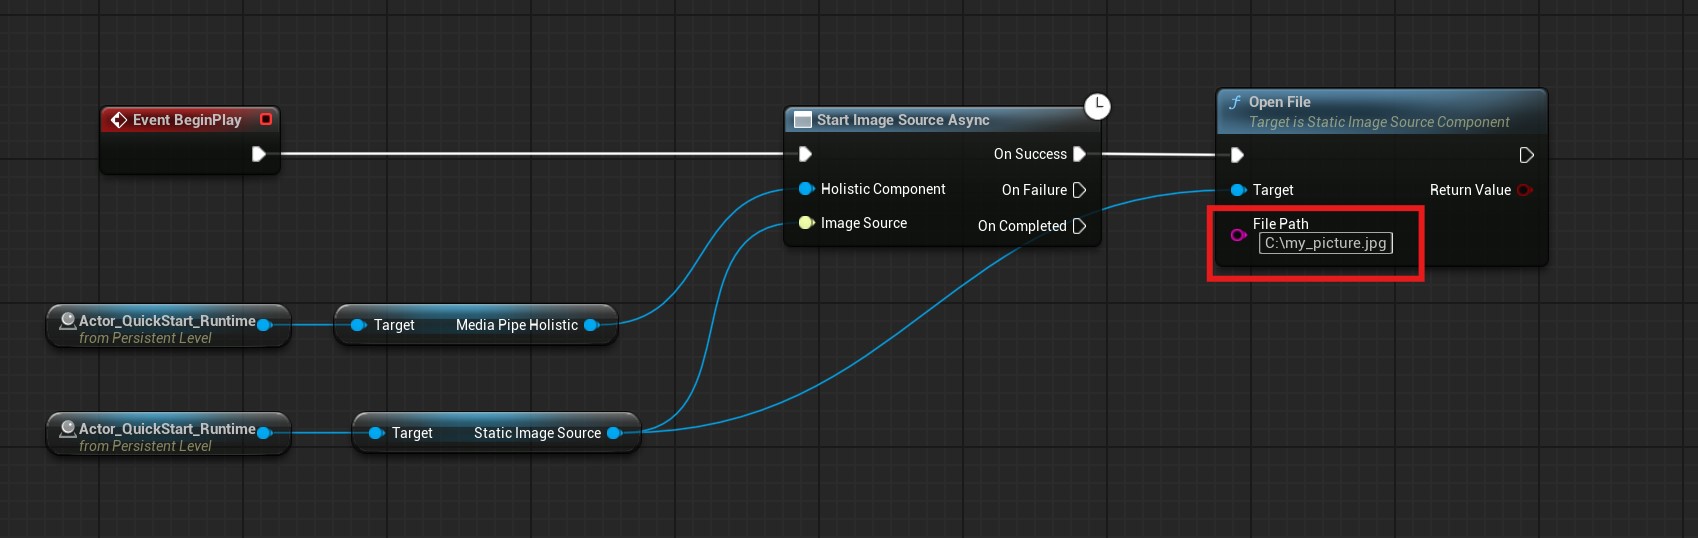 Event BeginPlay
Start Image Source Async
On Success
Holistic Component
On Failure
Image Source
On Completed
Open File
Target is Static Image Source Component
Target
Return Value
File Path
C:\my_picture.jpg
Actor_QuickStart_Runtime
from Persistent Level
Target
Media Pipe Holistic
Actor_QuickStart_Runtime
from Persistent Level
Target
Static Image Source